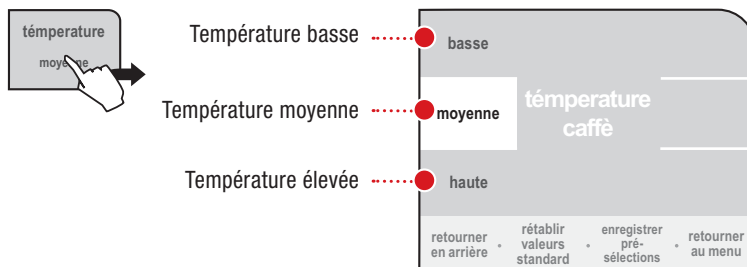 témperature
moyenne
Température basse
Température moyenne
Température élevée
basse
moyenne
haute
témperature
caffè
retourner
en arrière
rétablir
valeurs
standard
enregistrer
pré-
sélections
retourner
au menu